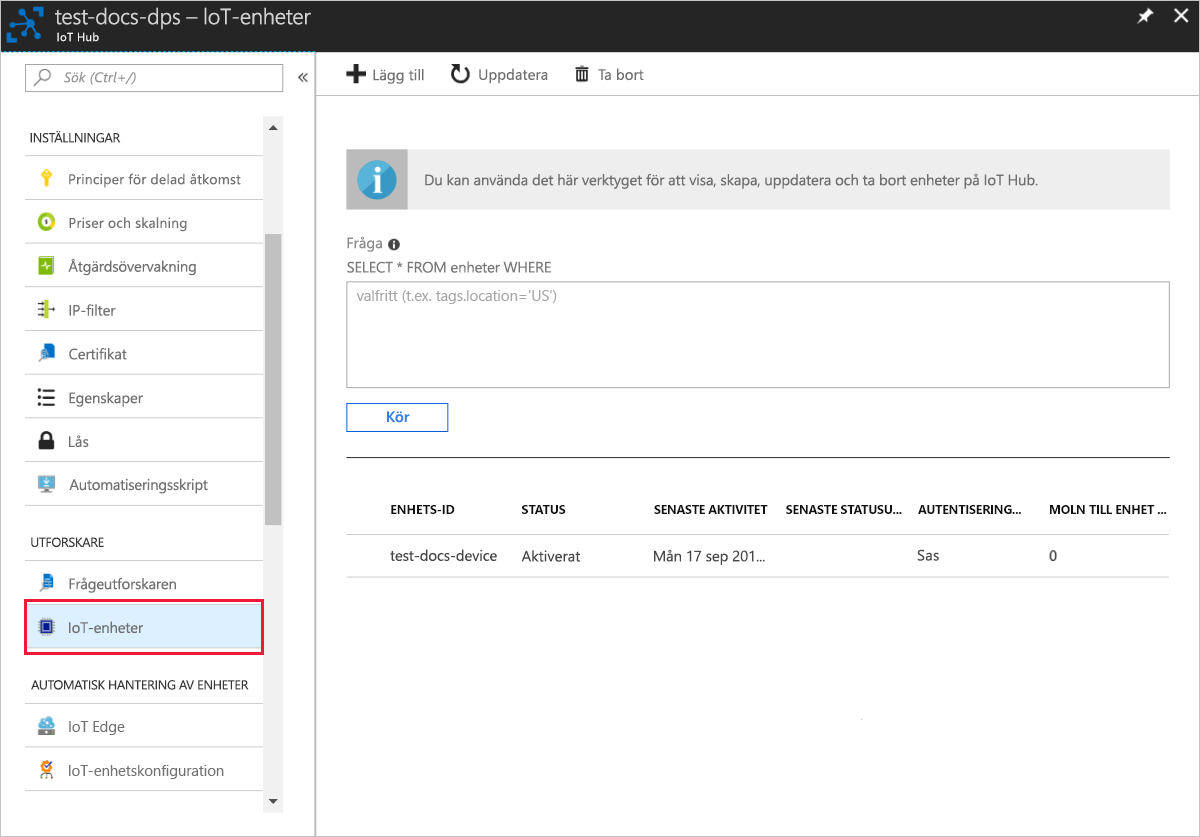 test-docs-dps – IoT-enheter
IoT Hub
Sök (Ctrl+/)
«
Lägg till
Uppdatera
Ta bort
INSTÄLLNINGAR
Principer för delad åtkomst
Priser och skalning
Åtgärdsövervakning
IP-filter
Certifikat
Egenskaper
Lås
Automatiseringsskript
UTFORSKARE
Frågeutforskaren
IoT-enheter
AUTOMATISK HANTERING AV ENHETER
IoT Edge
IoT-enhetskonfiguration
Du kan använda det här verktyget för att visa, skapa, uppdatera och ta bort enheter på IoT Hub.
Fråga
SELECT * FROM enheter WHERE
valfritt (t.ex. tags.location='US')
Kör
ENHETS-ID STATUS SENASTE AKTIVITET SENASTE STATUSU... AUTENTISERING... MOLN TILL ENHET ...
test-docs-device Aktiverat Mån 17 sep 201... Sas 0